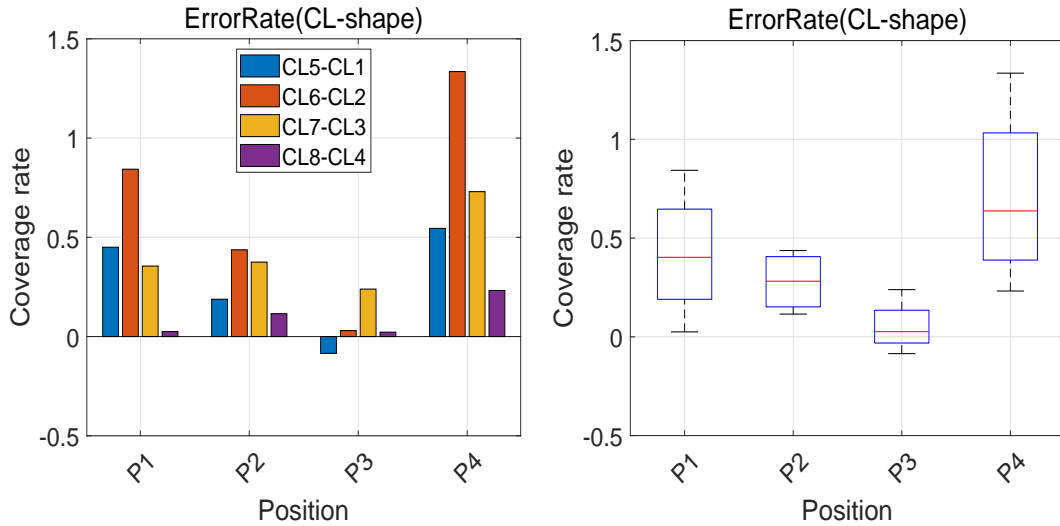 ErrorRate(CL-shape)
1.5
1
0.5
0
-0.5
Coverage rate
CL5-CL1
CL6-CL2
CL7-CL3
CL8-CL4
P1
P2
P3
P4
Position
ErrorRate(CL-shape)
1.5
1
0.5
0
-0.5
Coverage rate
P1
P2
P3
P4
Position